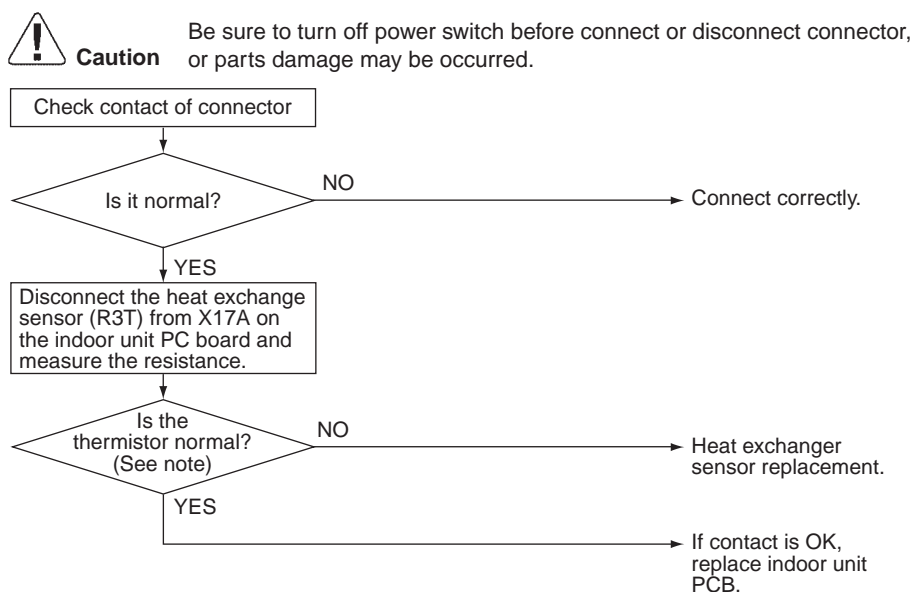 Be sure to turn off power switch before connect or disconnect connector,
Caution or parts damage may be occurred.
Check contact of connector
Is it normal?
NO
Connect correctly.
YES
Disconnect the heat exchange
sensor (R3T) from X17A on
the indoor unit PC board and
measure the resistance.
Is the
thermistor normal?
(See note)
NO
Heat exchanger
sensor replacement.
YES
If contact is OK,
replace indoor unit
PCB.